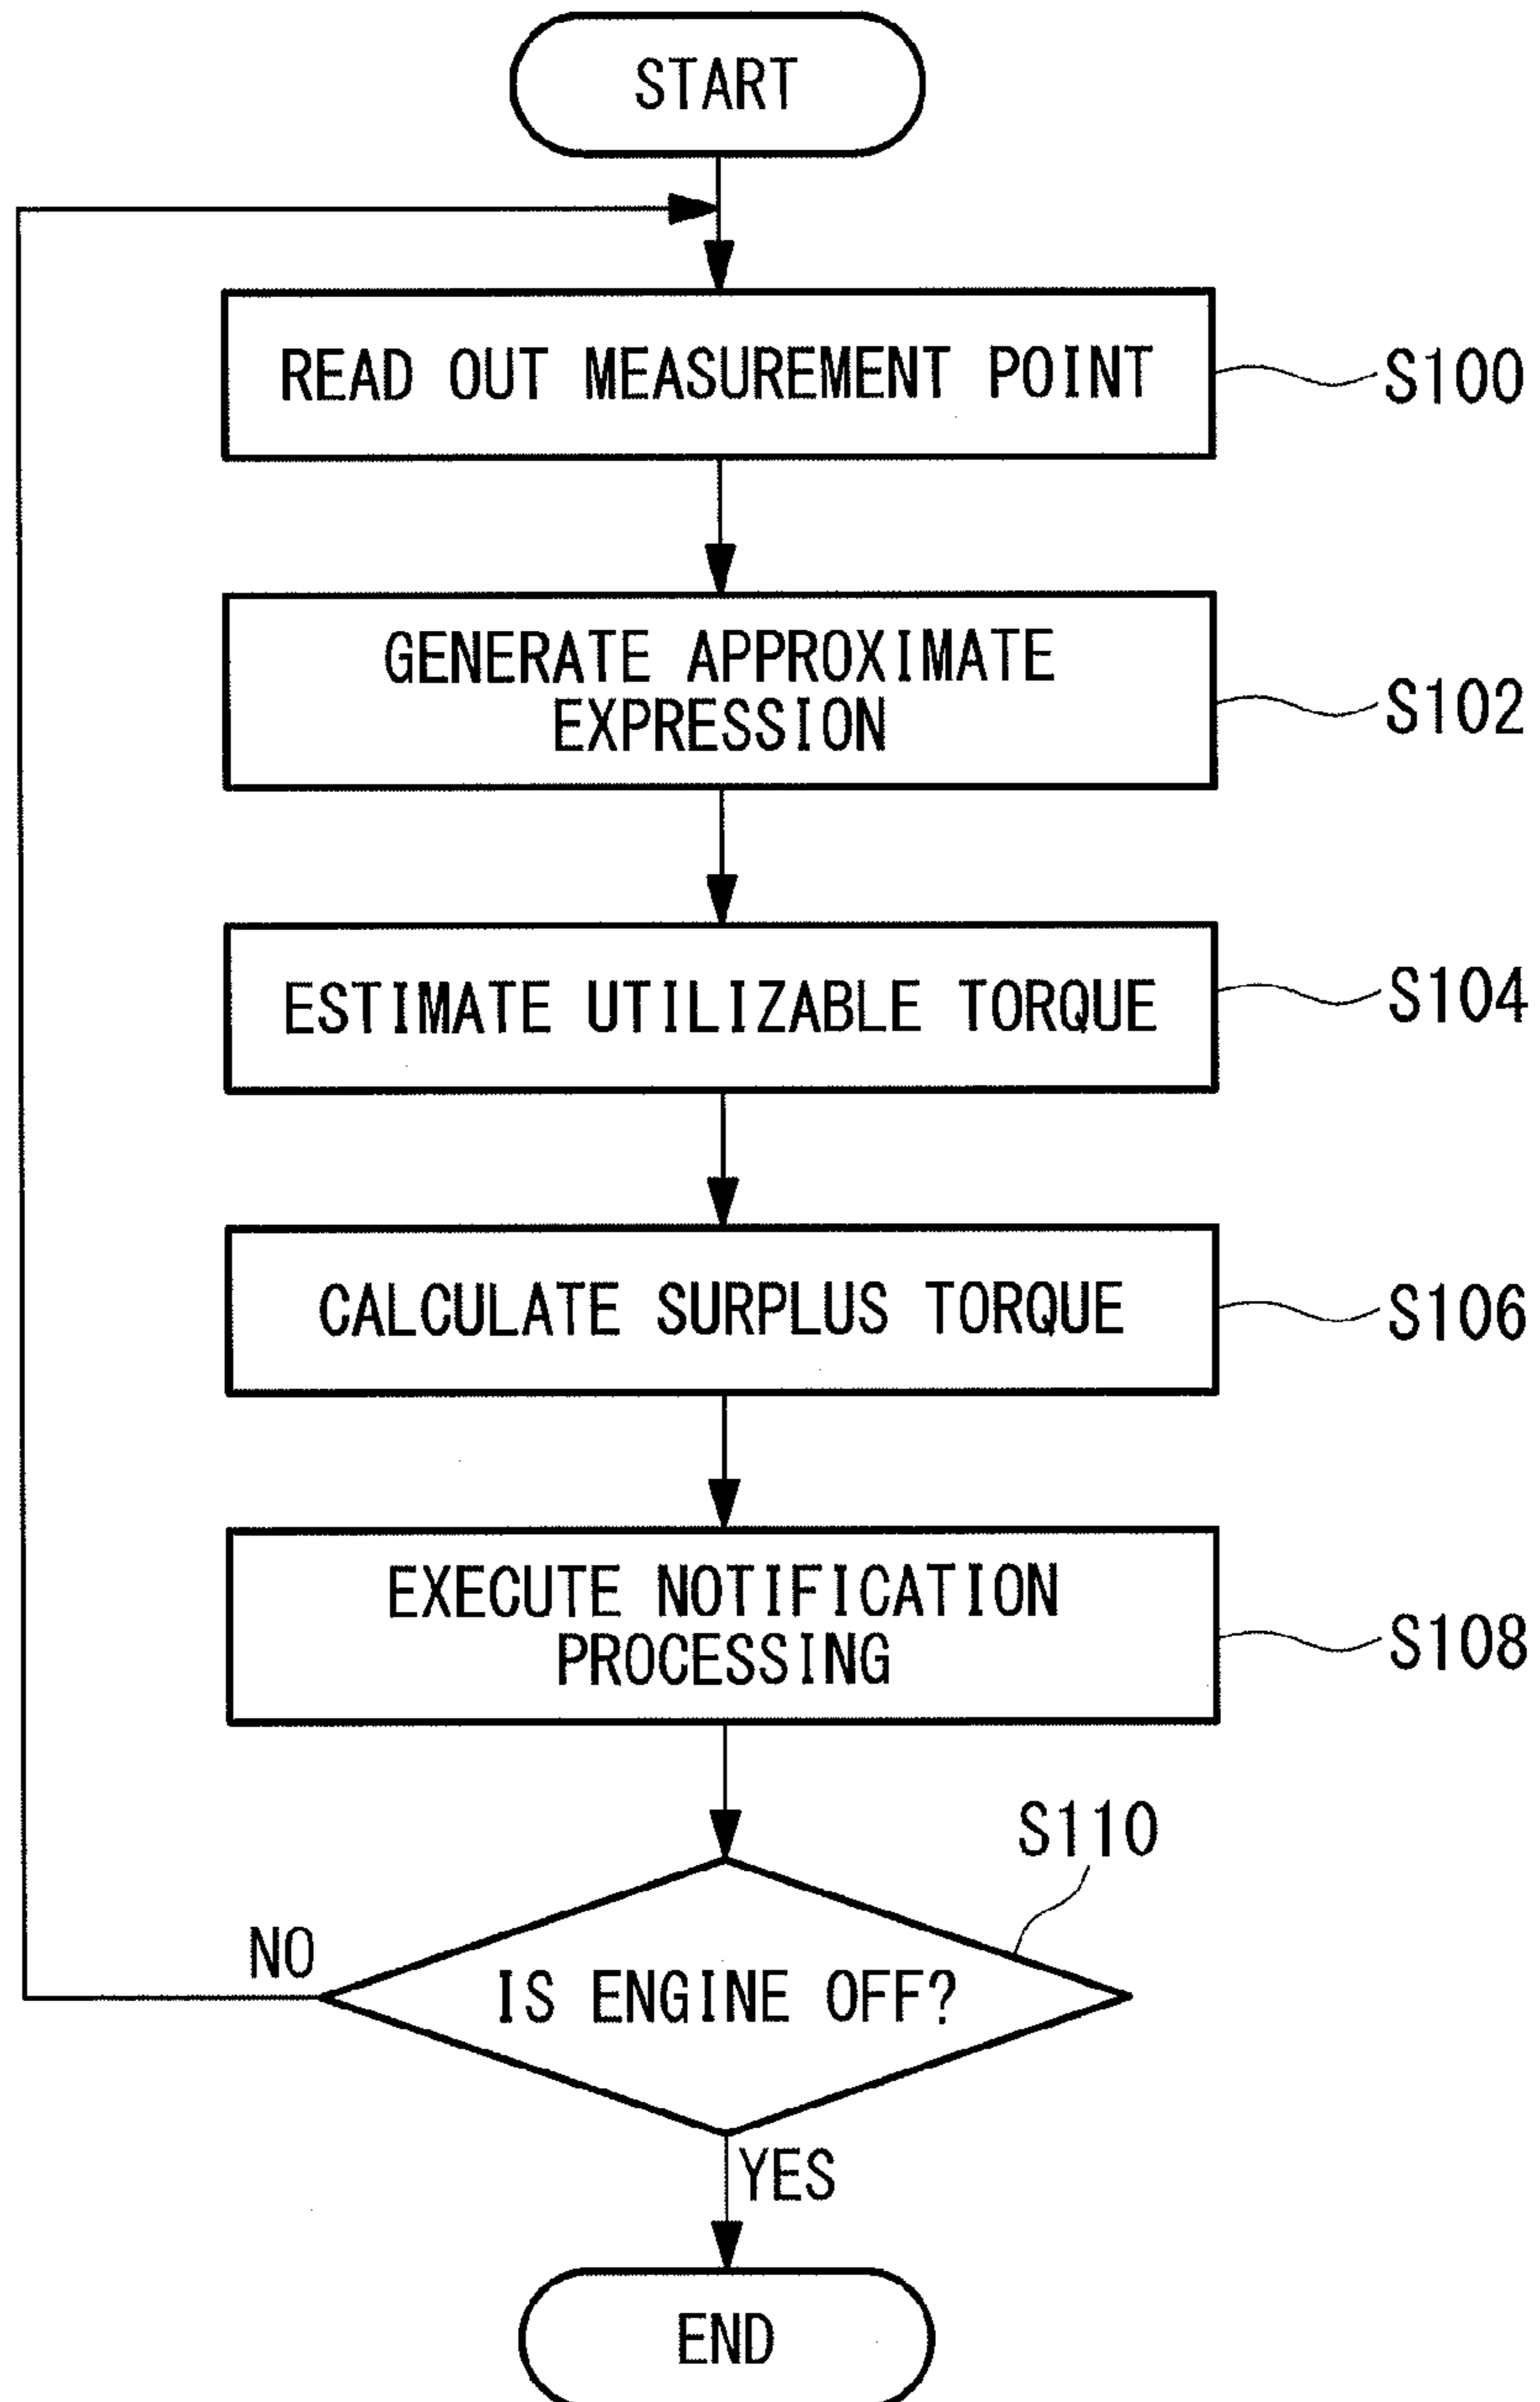 START
READ OUT MEASUREMENT POINT
S100
GENERATE APPROXIMATE
EXPRESSION
S102
ESTIMATE UTILIZABLE TORQUE
S104
CALCULATE SURPLUS TORQUE
S106
EXECUTE NOTIFICATION
PROCESSING
S108
S110
NO
IS ENGINE OFF?
YES
END